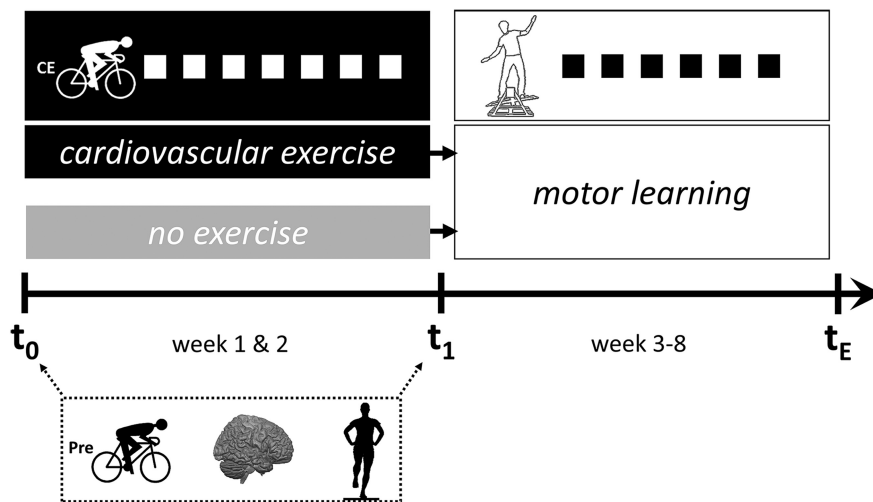 CE
cardiovascular exercise
motor learning
no exercise
t0
week 1 & 2
t1
week 3-8
tE
Pre